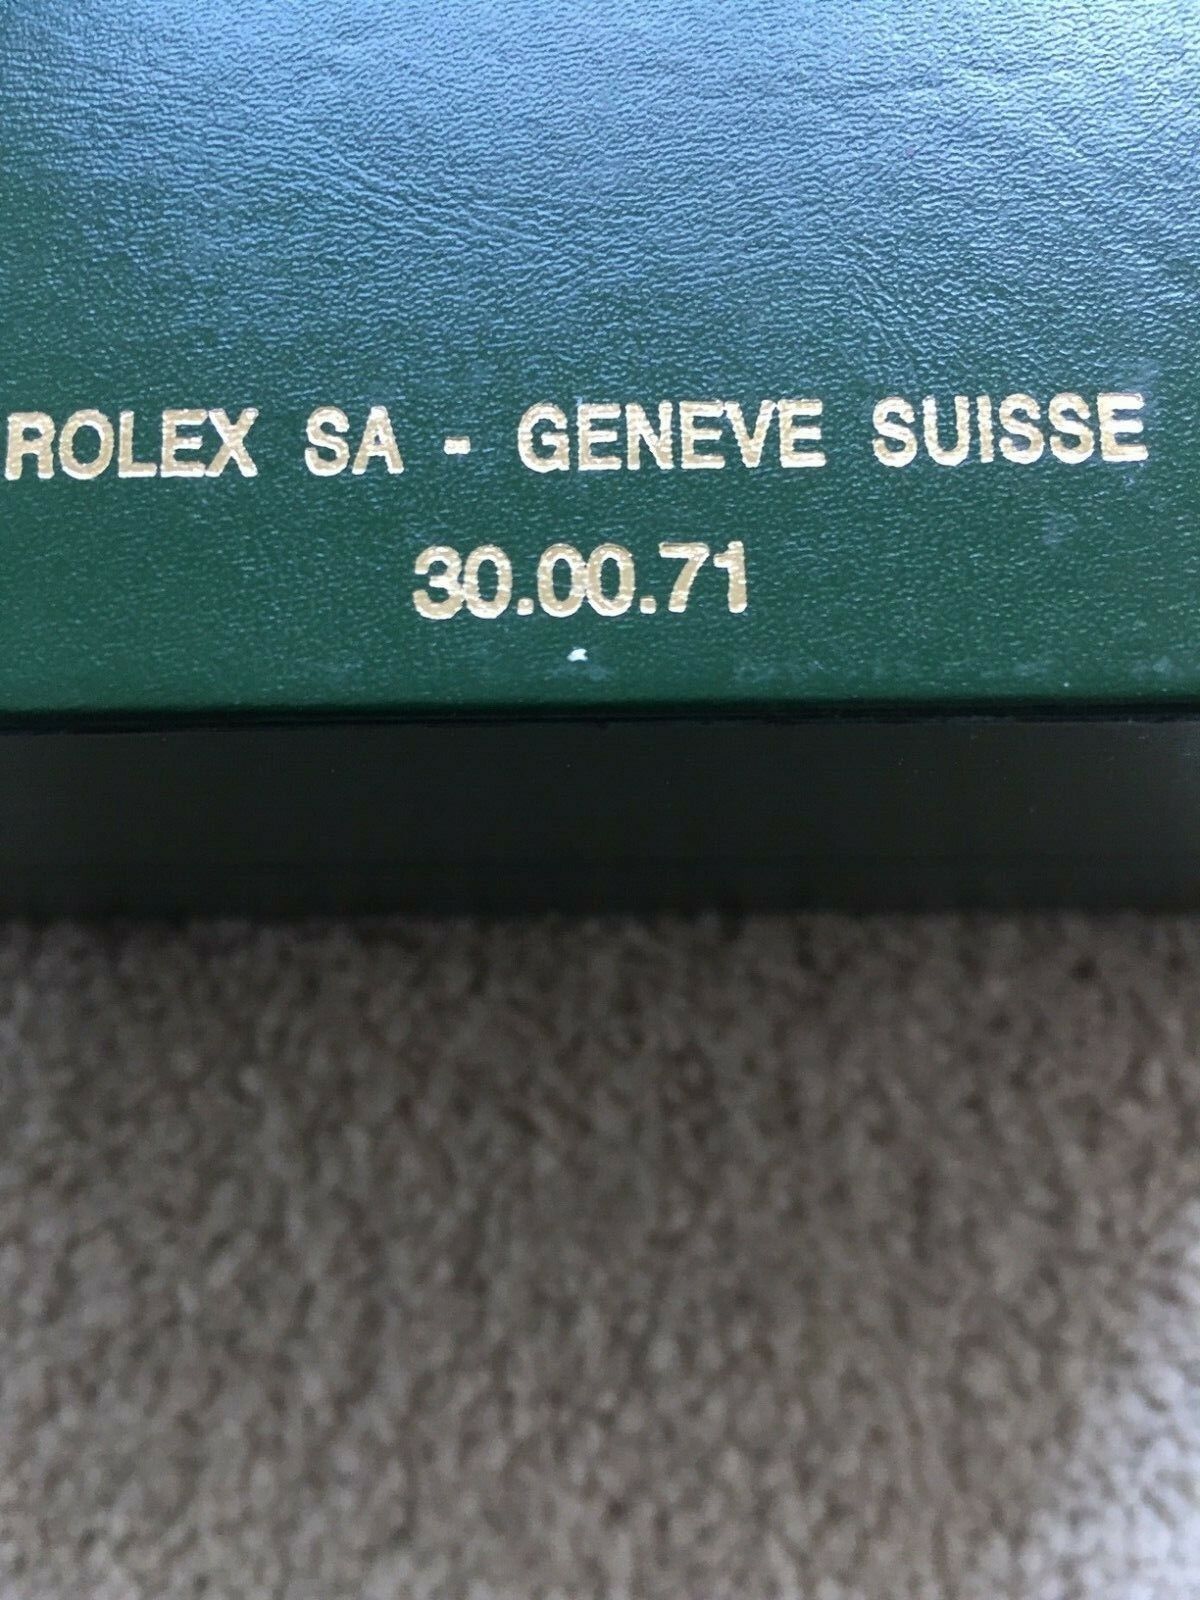 ROLEX SA - GENEVE SUISSE
30.00.71